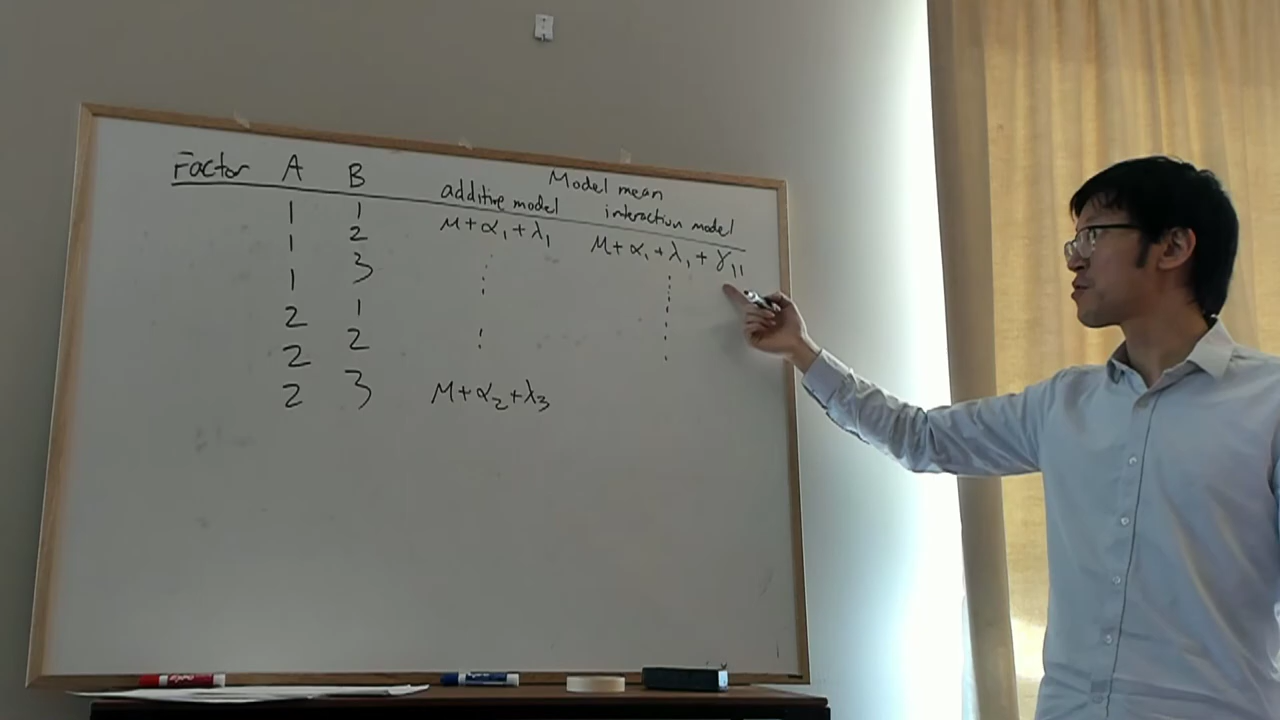 Factor A B Model mean
additive model interaction model
1 1 μ+α₁+λ₁ μ+α₁+λ₁+γ₁₁
1 2
1 3
2 1
2 2
2 3 μ+α₂+λ₃